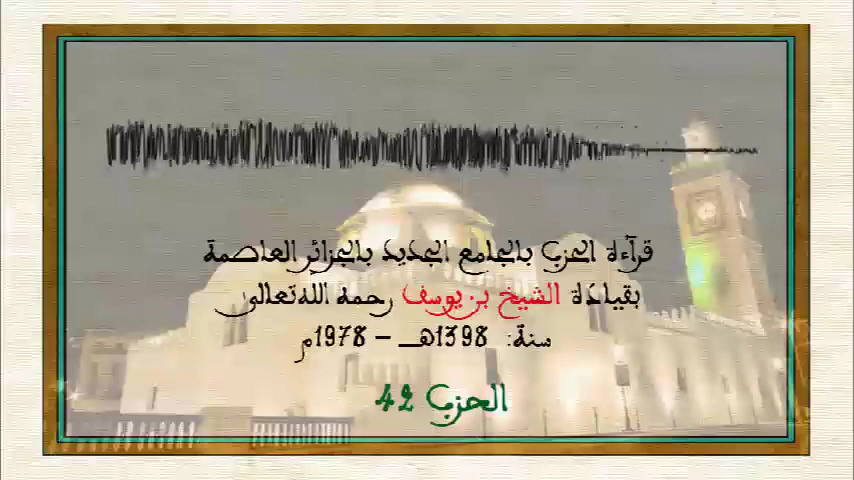 قرآءة الحزب بالجامع الجديد بالجزائر العاصمة
بقيادة الشيخ بن يوسف رحمه الله تعالى
سنة: 1398هـ – 1978م
الحزب 42